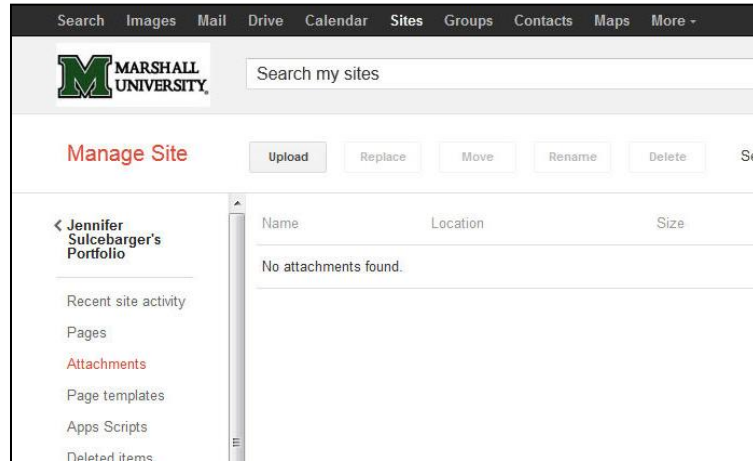 Search Images Mail Drive Calendar Sites Groups Contacts Maps More
MARSHALL
UNIVERSITY
Search my sites
Manage Site
Upload Replace Move Rename Delete
Jennifer
Sulcebarger's
Portfolio
Name Location Size
No attachments found.
Recent site activity
Pages
Attachments
Page templates
Apps Scripts
Deleted items